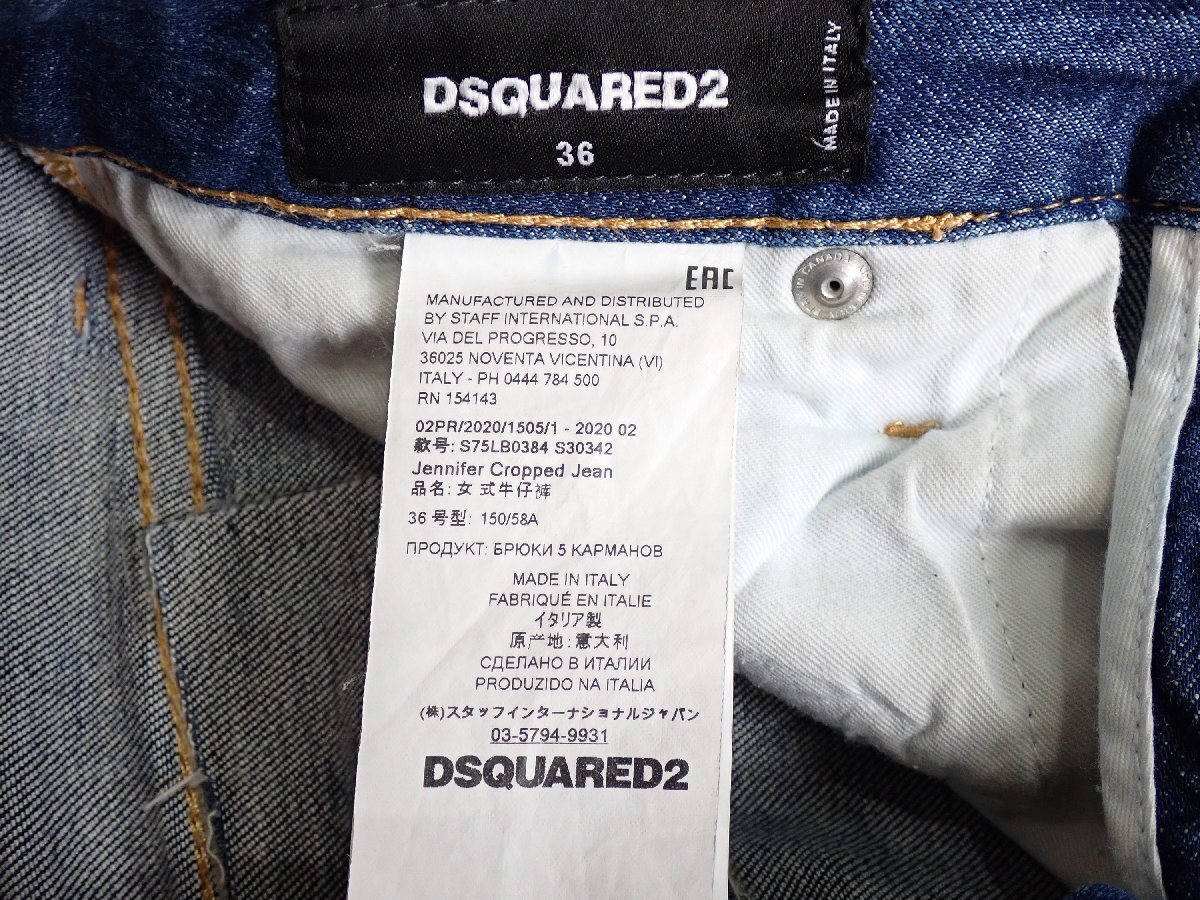 DSQUARED2
36
MADE IN ITALY
EAC
MANUFACTURED AND DISTRIBUTED
BY STAFF INTERNATIONAL S.P.A.
VIA DEL PROGRESSO, 10
36025 NOVENTA VICENTINA (VI)
ITALY - PH 0444 784 500
RN 154143
02PR/2020/1505/1 - 2020 02
款号: S75LB0384 S30342
Jennifer Cropped Jean
品名: 女式牛仔裤
36 号型: 150/58A
ПРОДУКТ: БРЮКИ 5 КАРМАНОВ
MADE IN ITALY
FABRIQUÉ EN ITALIE
イタリア製
原产地: 意大利
СДЕЛАНО В ИТАЛИИ
PRODUZIDO NA ITALIA
(株)スタッフインターナショナルジャパン
03-5794-9931
DSQUARED2
IN CANADA